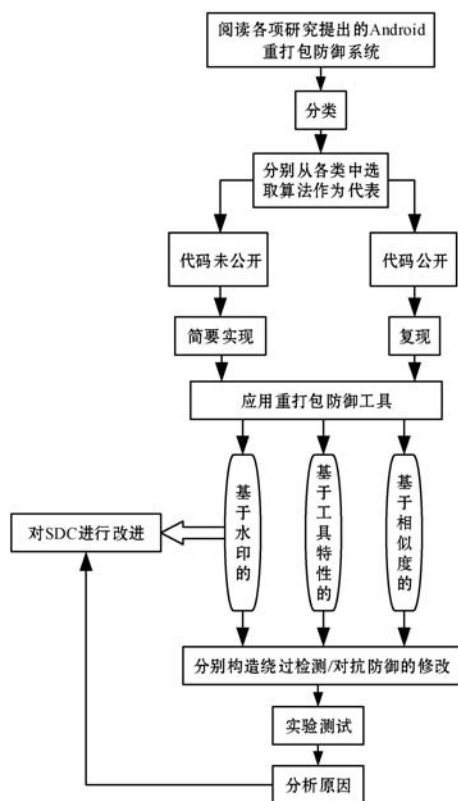 阅读各项研究提出的Android
重打包防御系统
分类
分别从各类中选
取算法作为代表
代码未公开
代码公开
简要实现
复现
应用重打包防御工具
基于水印的
基于工具特性的
基于相似度的
对SDC进行改进
分别构造绕过检测/对抗防御的修改
实验测试
分析原因